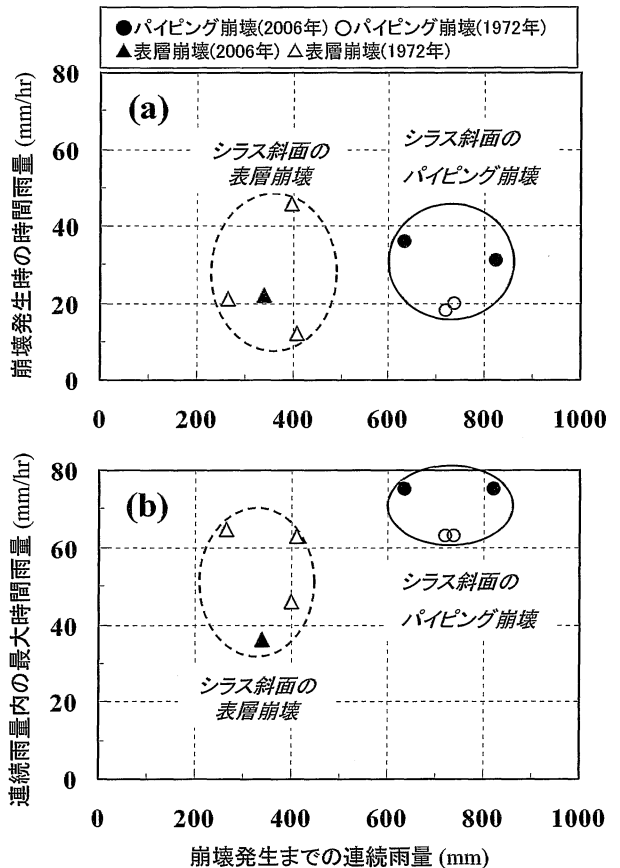 ●パイピング崩壊(2006年) ○パイピング崩壊(1972年)
▲表層崩壊(2006年) △表層崩壊(1972年)
(a)
崩壊発生時の時間雨量 (mm/hr)
80
60
40
20
0
シラス斜面の
表層崩壊
シラス斜面の
パイピング崩壊
0 200 400 600 800 1000
(b)
連続雨量内の最大時間雨量 (mm/hr)
80
60
40
20
0
シラス斜面の
パイピング崩壊
シラス斜面の
表層崩壊
0 200 400 600 800 1000
崩壊発生までの連続雨量 (mm)